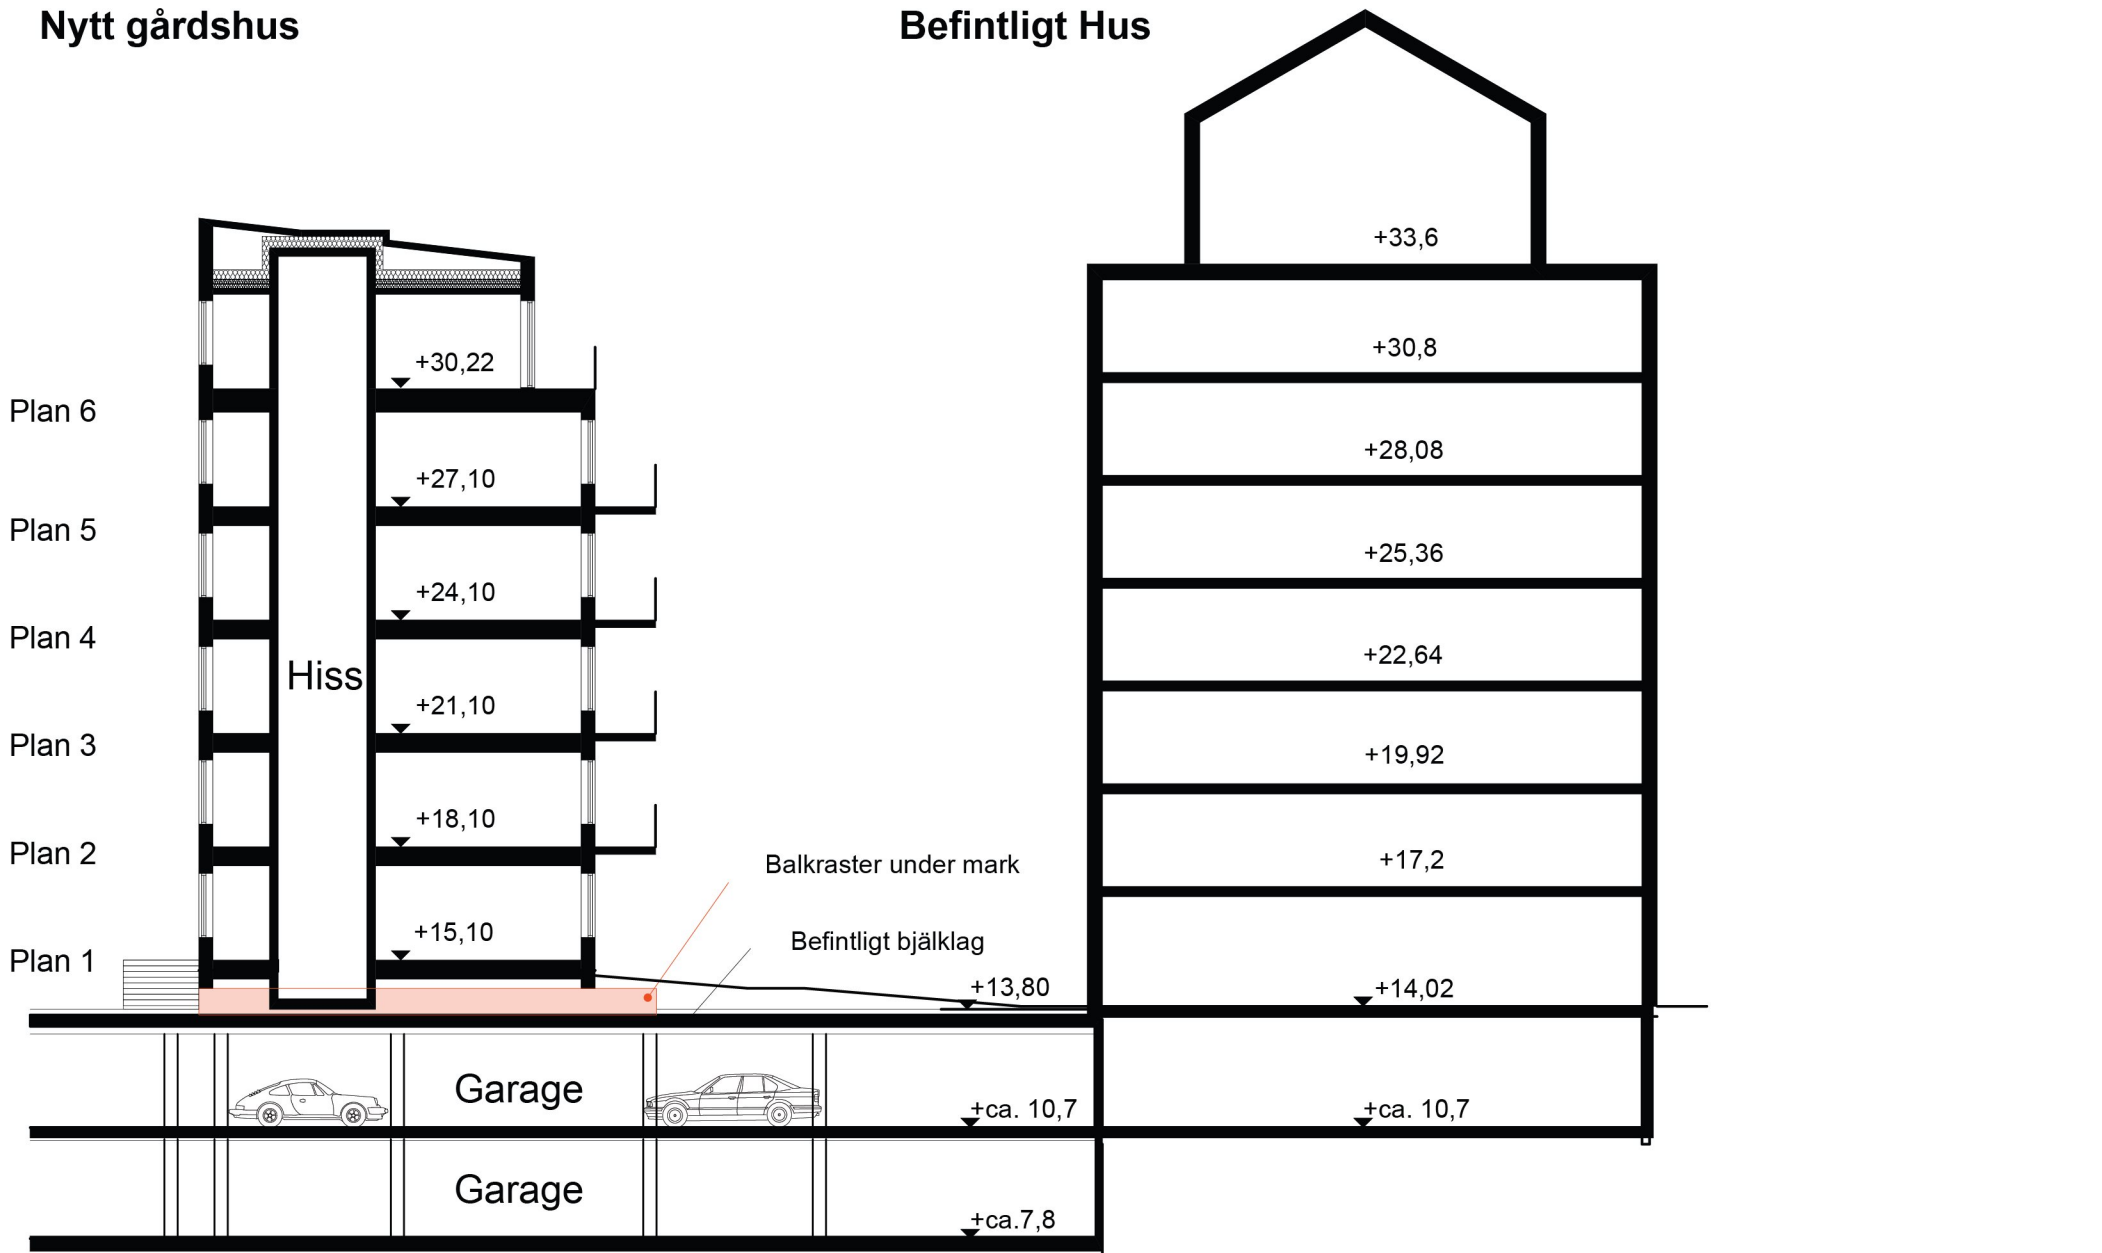 Nytt gårdshus
Befintligt Hus
+33,6
+30,8
+30,22
Plan 6
+28,08
+27,10
Plan 5
+25,36
+24,10
Plan 4
+22,64
Hiss
+21,10
Plan 3
+19,92
+18,10
Plan 2
+17,2
Balkraster under mark
+15,10
Befintligt bjälklag
Plan 1
+13,80
+14,02
Garage
+ca. 10,7
+ca. 10,7
Garage
+ca.7,8